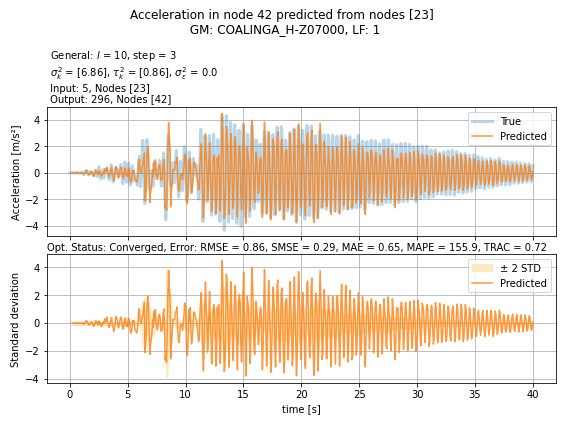 Acceleration in node 42 predicted from nodes [23]
GM: COALINGA_H-Z07000, LF: 1
General: l = 10, step = 3
σ²ₖ = [6.86], τ²ₖ = [0.86], σ²ε = 0.0
Input: 5, Nodes [23]
Output: 296, Nodes [42]
Acceleration [m/s²]
4
2
0
−2
−4
True
Predicted
Opt. Status: Converged, Error: RMSE = 0.86, SMSE = 0.29, MAE = 0.65, MAPE = 155.9, TRAC = 0.72
Standard deviation
4
2
0
−2
−4
± 2 STD
Predicted
0 5 10 15 20 25 30 35 40
time [s]